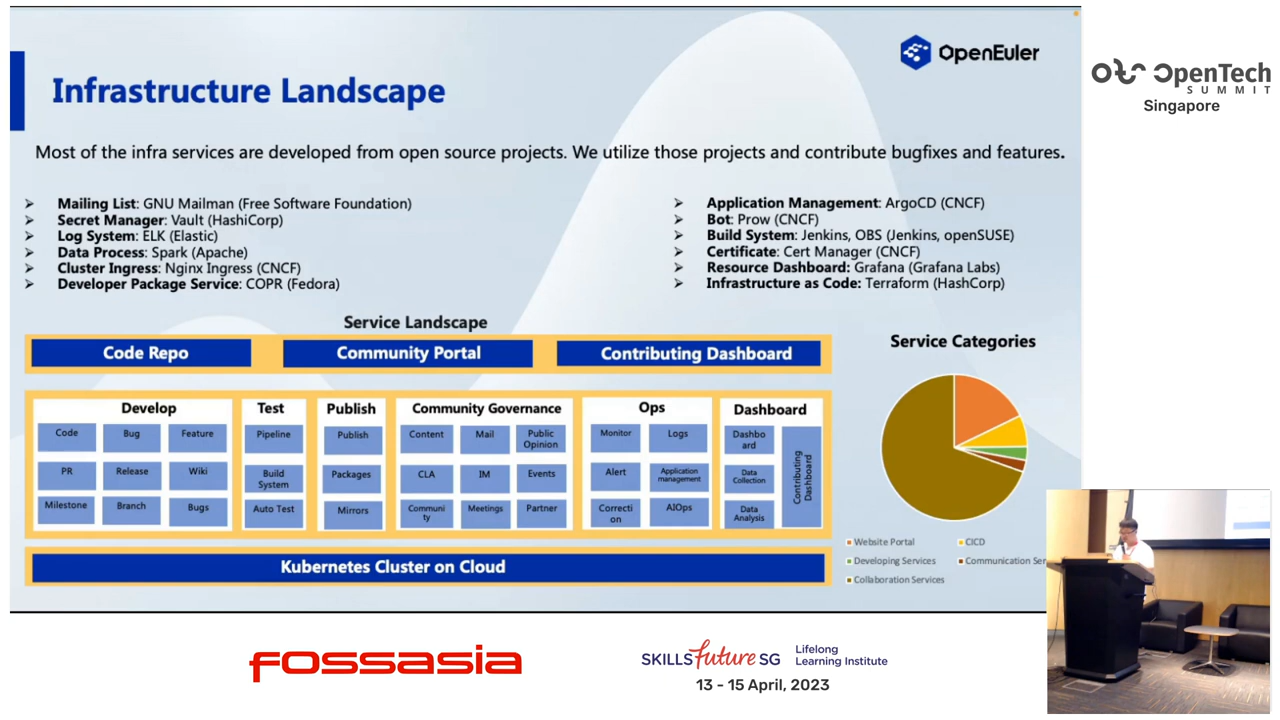 OpenEuler
OpenTech
SUMMIT
Singapore
Infrastructure Landscape
Most of the infra services are developed from open source projects. We utilize those projects and contribute bugfixes and features.
Mailing List: GNU Mailman (Free Software Foundation)
Secret Manager: Vault (HashiCorp)
Log System: ELK (Elastic)
Data Process: Spark (Apache)
Cluster Ingress: Nginx Ingress (CNCF)
Developer Package Service: COPR (Fedora)
Application Management: ArgoCD (CNCF)
Bot: Prow (CNCF)
Build System: Jenkins, OBS (Jenkins, openSUSE)
Certificate: Cert Manager (CNCF)
Resource Dashboard: Grafana (Grafana Labs)
Infrastructure as Code: Terraform (HashCorp)
Service Landscape
Code Repo
Community Portal
Contributing Dashboard
Develop
Code
Bug
Feature
PR
Release
Wiki
Milestone
Branch
Bugs
Test
Pipeline
Build
System
Auto Test
Publish
Publish
Packages
Mirrors
Community Governance
Content
Mail
Public
Opinion
CLA
IM
Events
Communi
ty
Meetings
Partner
Ops
Monitor
Logs
Alert
Application
management
Correcti
on
AIOps
Dashboard
Dashbo
ard
Data
Collection
Data
Analysis
Contributing
Dashboard
Kubernetes Cluster on Cloud
Service Categories
Website Portal
CICD
Developing Services
Communication Ser
Collaboration Services
fossasia
SKILLS future SG
Lifelong
Learning Institute
13 - 15 April, 2023